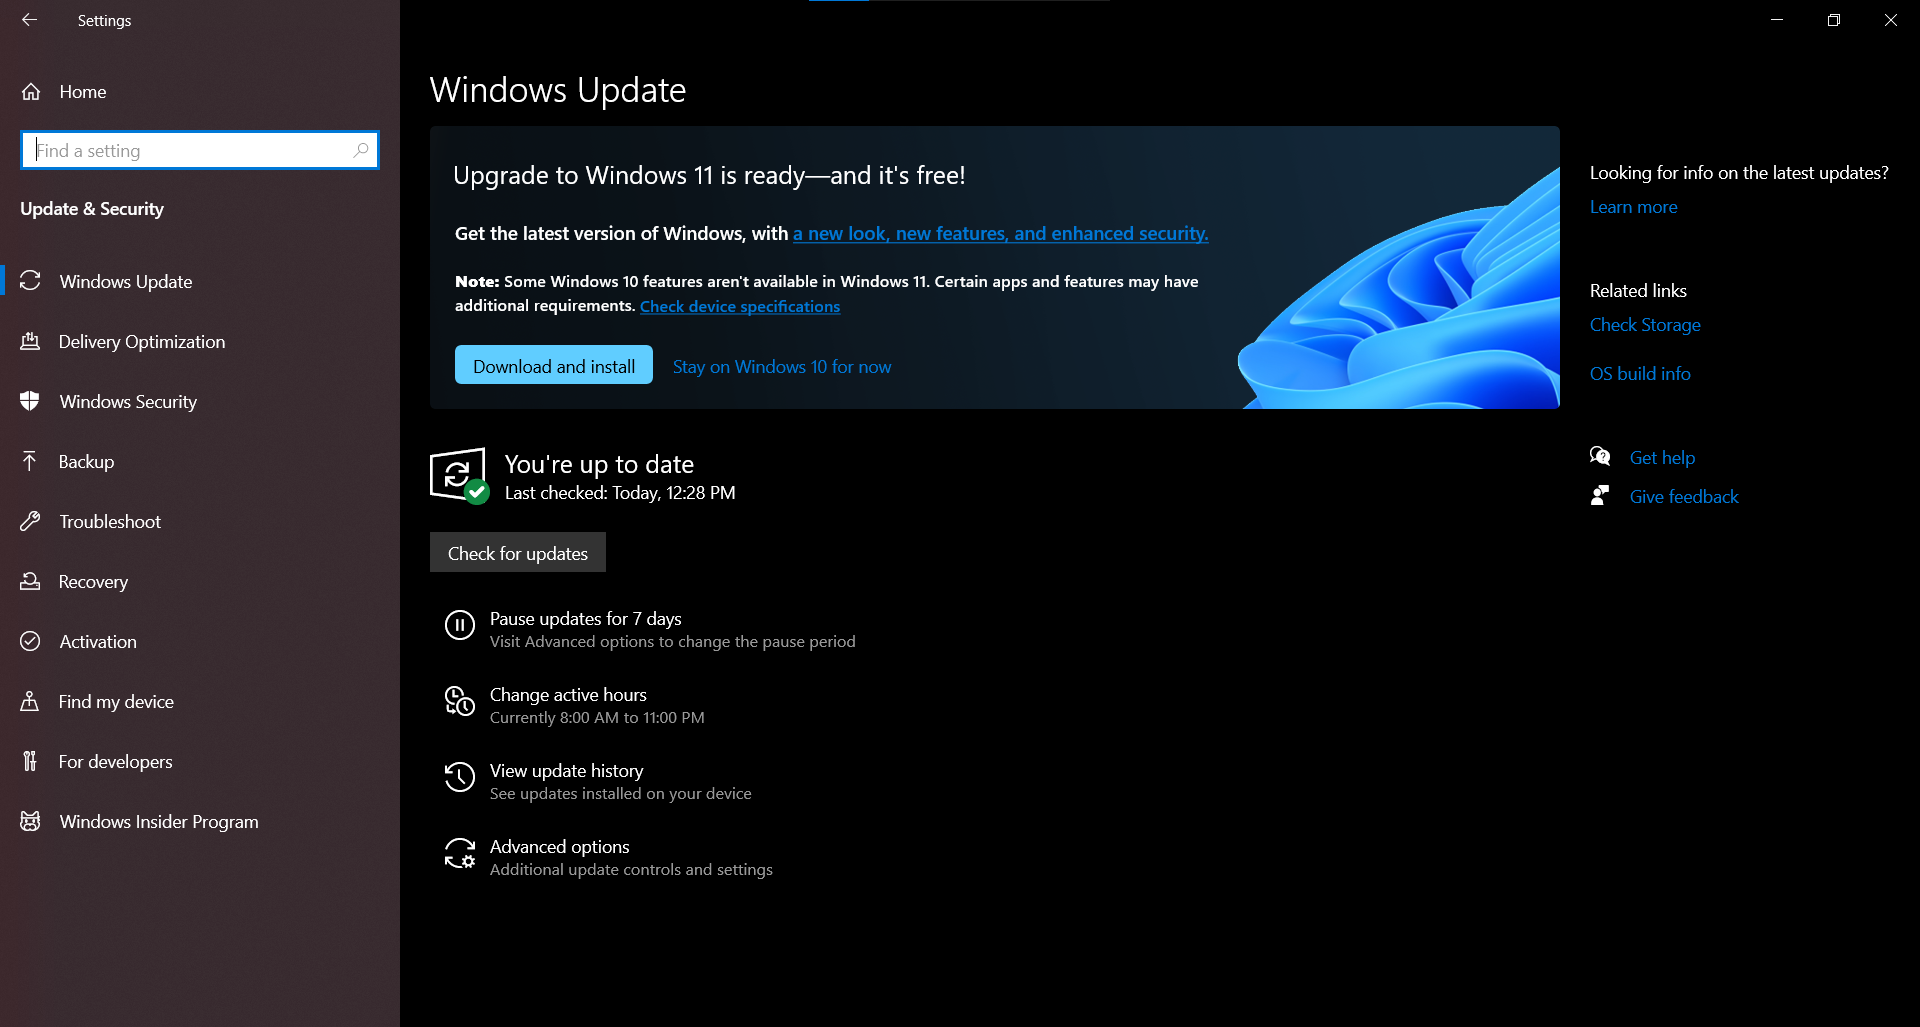 Settings
Home
Find a setting
Update & Security
Windows Update
Delivery Optimization
Windows Security
Backup
Troubleshoot
Recovery
Activation
Find my device
For developers
Windows Insider Program
Windows Update
Upgrade to Windows 11 is ready—and it's free!
Get the latest version of Windows, with a new look, new features, and enhanced security.
Note: Some Windows 10 features aren't available in Windows 11. Certain apps and features may have
additional requirements. Check device specifications
Download and install
Stay on Windows 10 for now
You're up to date
Last checked: Today, 12:28 PM
Check for updates
Pause updates for 7 days
Visit Advanced options to change the pause period
Change active hours
Currently 8:00 AM to 11:00 PM
View update history
See updates installed on your device
Advanced options
Additional update controls and settings
Looking for info on the latest updates?
Learn more
Related links
Check Storage
OS build info
Get help
Give feedback